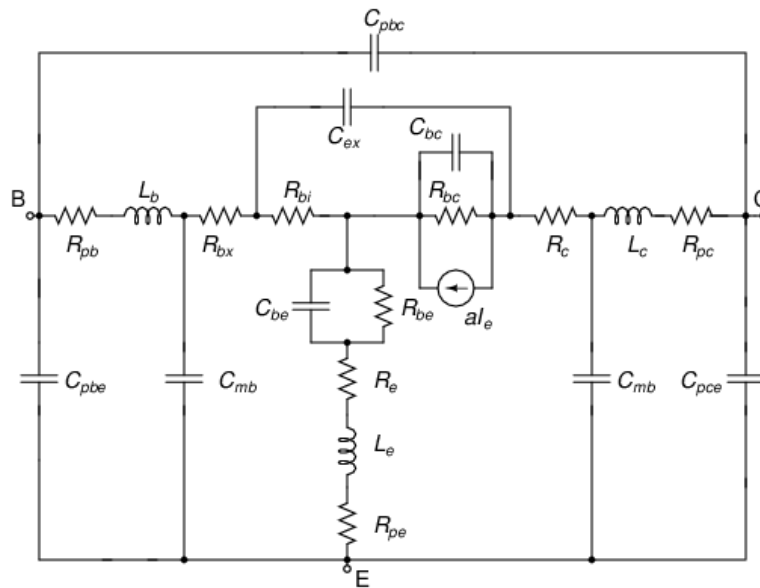 C_pbc
C_ex
C_bc
B
L_b
R_bi
R_bc
C
R_pb
R_bx
R_c
L_c
R_pc
C_be
R_be
aI_e
C_pbe
C_mb
R_e
C_mb
C_pce
L_e
R_pe
E